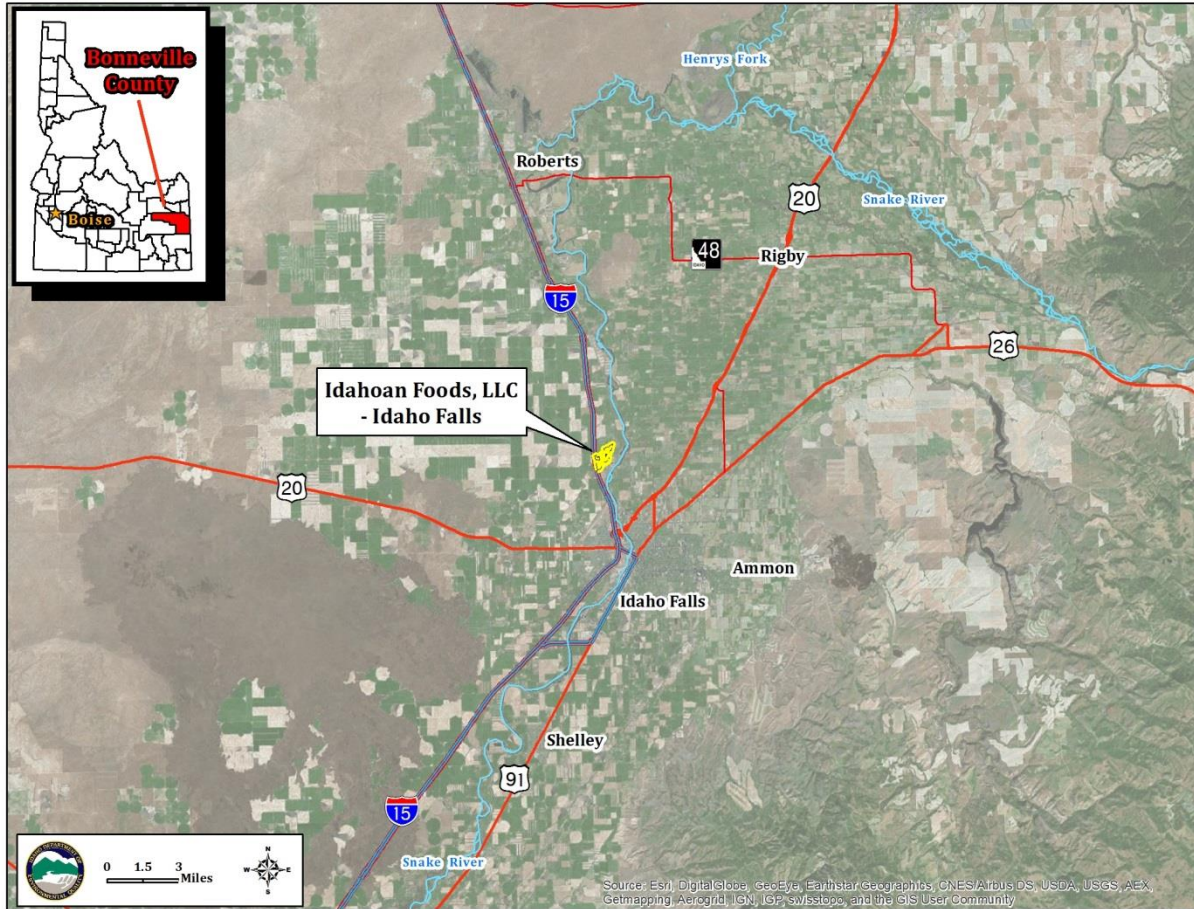 Bonneville
County
Boise
Henrys Fork
Roberts
20
Snake River
48
Rigby
15
26
Idahoan Foods, LLC
- Idaho Falls
20
Ammon
Idaho Falls
Shelley
91
15
Snake River
0 1.5 3
Miles
N
W E
S
Source: Esri, DigitalGlobe, GeoEye, Earthstar Geographics, CNES/Airbus DS, USDA, USGS, AEX,
Getmapping, Aerogrid, IGN, IGP, swisstopo, and the GIS User Community